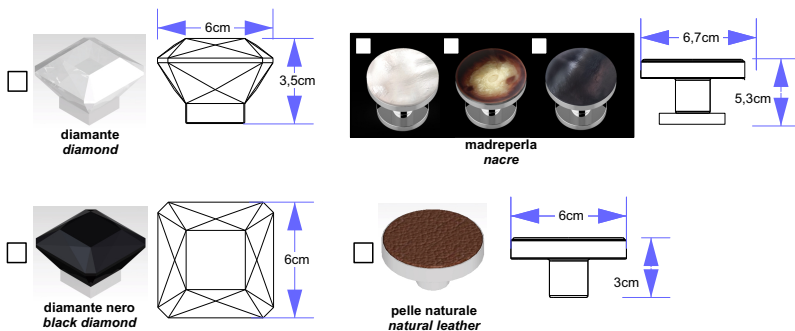 6cm
3,5cm
diamante
diamond
6,7cm
5,3cm
madreperla
nacre
6cm
diamante nero
black diamond
6cm
3cm
pelle naturale
natural leather